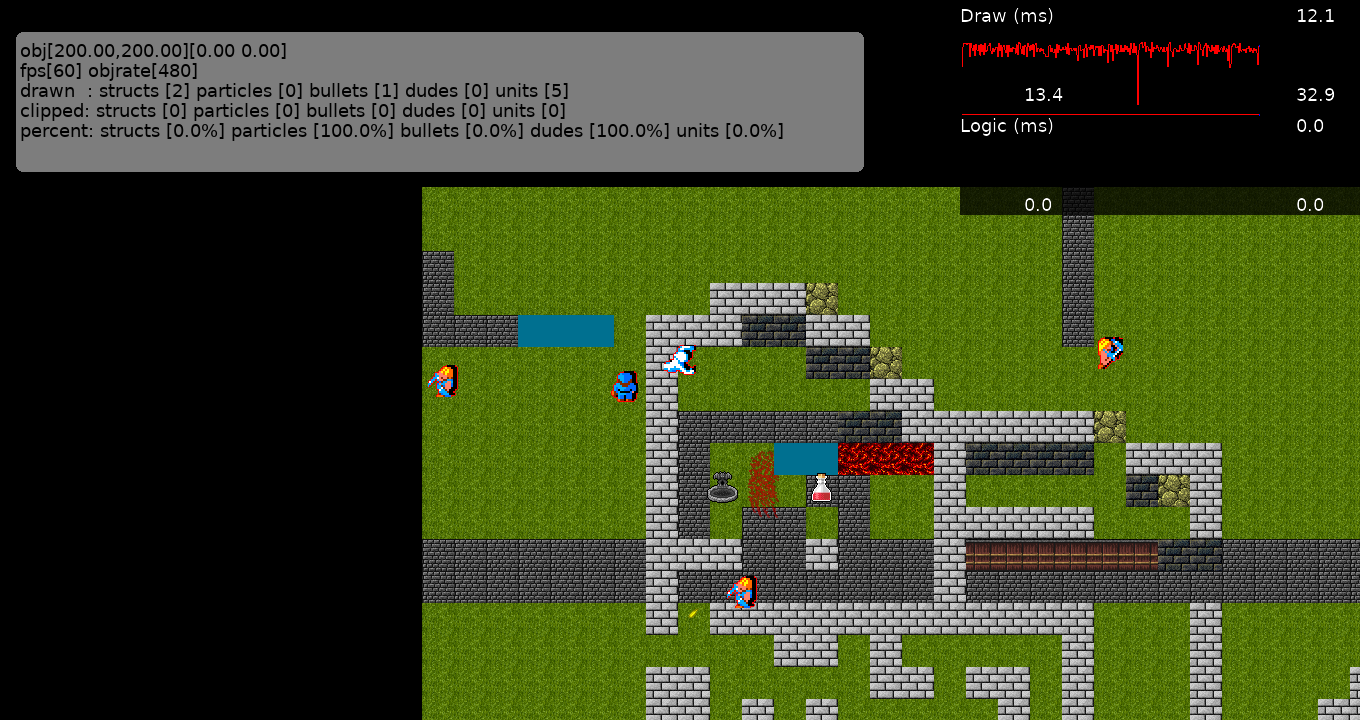 Draw (ms) 12.1
obj[200.00,200.00][0.00 0.00]
fps[60] objrate[480]
drawn  : structs [2] particles [0] bullets [1] dudes [0] units [5]
clipped: structs [0] particles [0] bullets [0] dudes [0] units [0]
percent: structs [0.0%] particles [100.0%] bullets [0.0%] dudes [100.0%] units [0.0%]
13.4 32.9
Logic (ms) 0.0
0.0 0.0